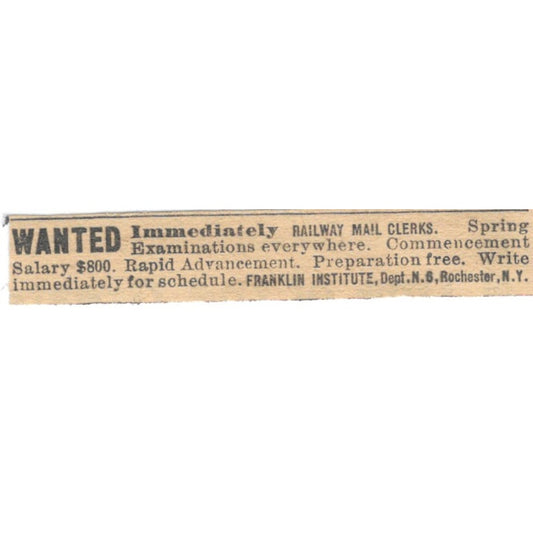 WANTED Immediately RAILWAY MAIL CLERKS. Spring
Examinations everywhere. Commencement
Salary $800. Rapid Advancement. Preparation free. Write
immediately for schedule. FRANKLIN INSTITUTE, Dept. N. 6, Rochester, N.Y.